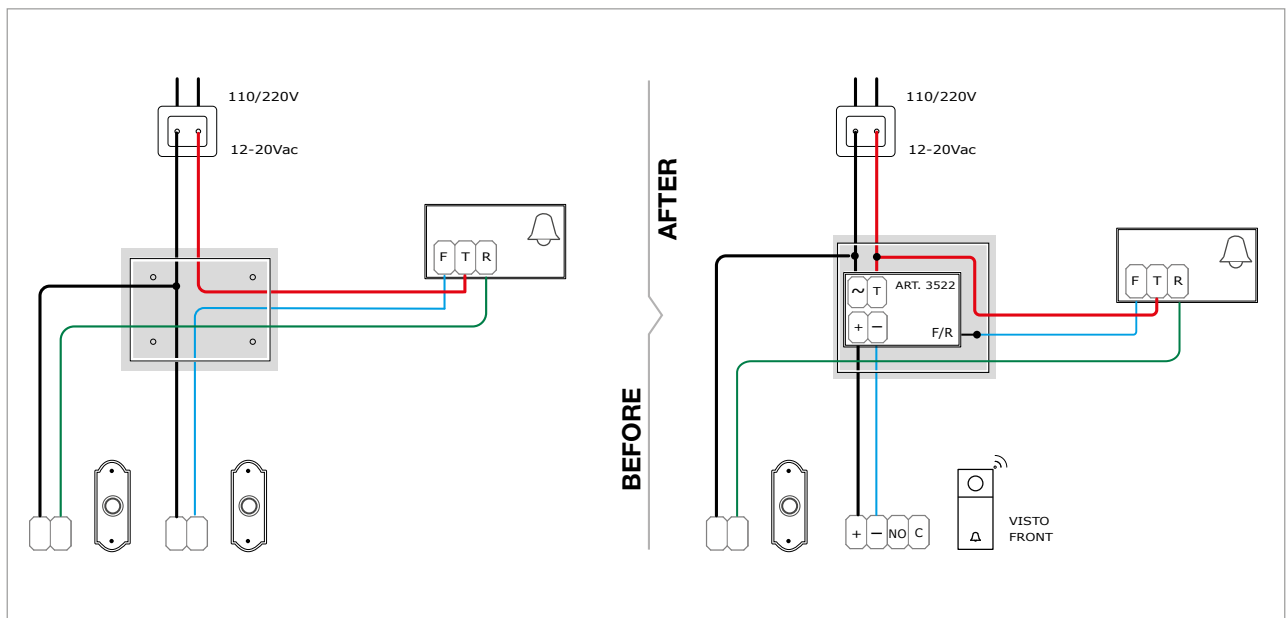 110/220V
12-20Vac
F T R
BEFORE
AFTER
110/220V
12-20Vac
F T R
~ T
ART. 3522
+ −
F/R
+ − NO C
VISTO
FRONT